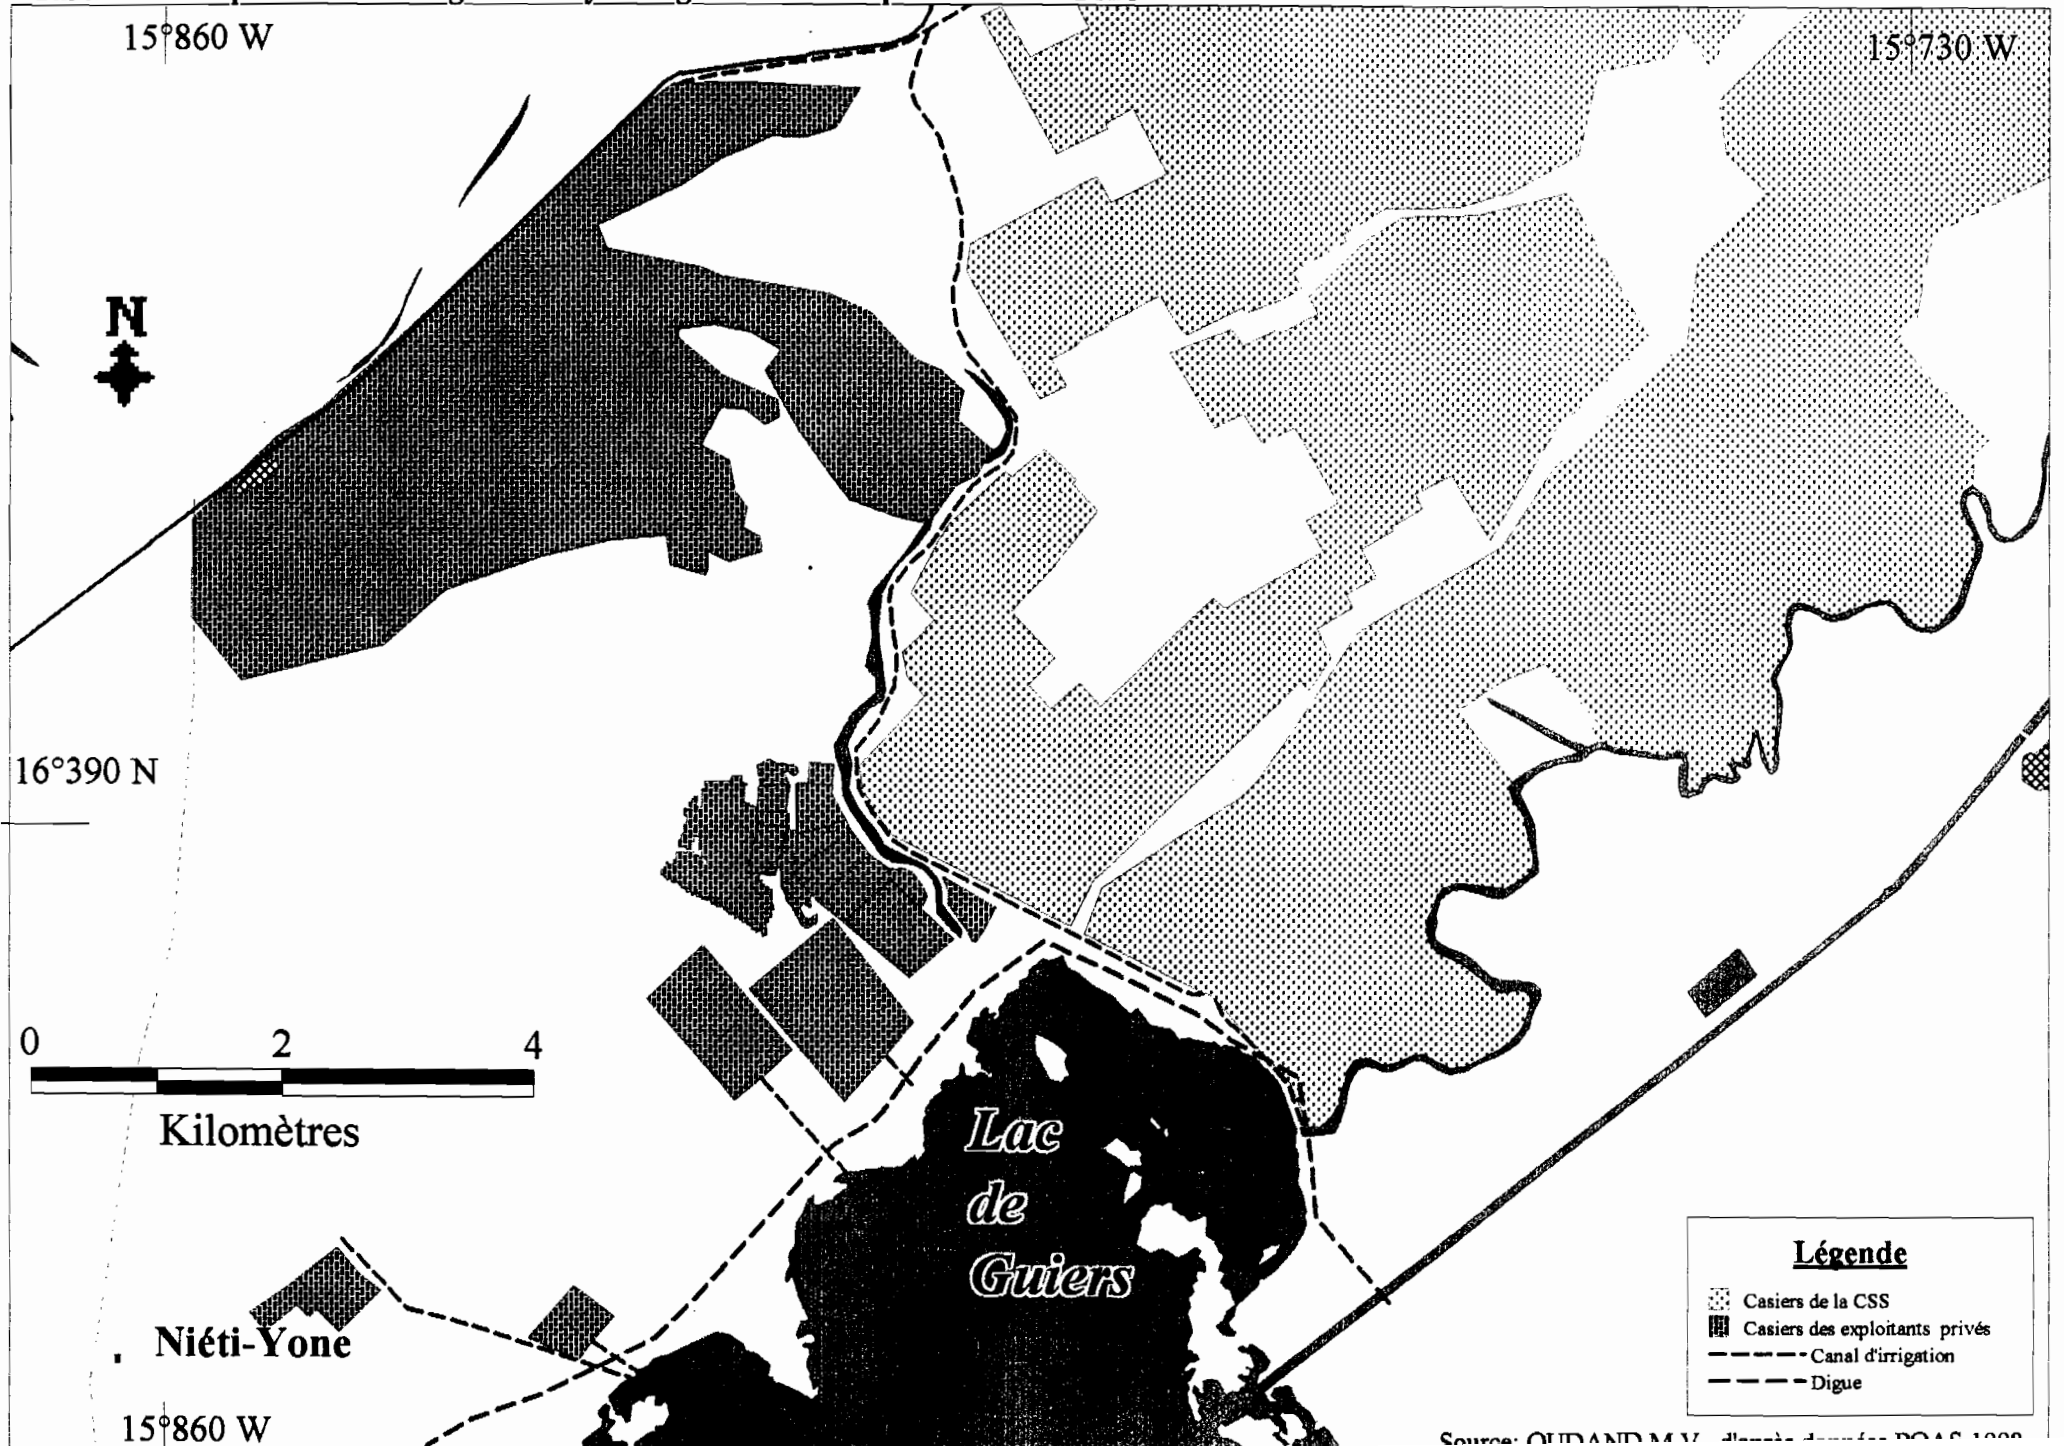 15°860 W
15°730 W
N
16°390 N
0 2 4
Kilomètres
Lac
de
Guiers
Niéti-Yone
Légende
Casiers de la CSS
Casiers des exploitants privés
Canal d'irrigation
Digue
15°860 W